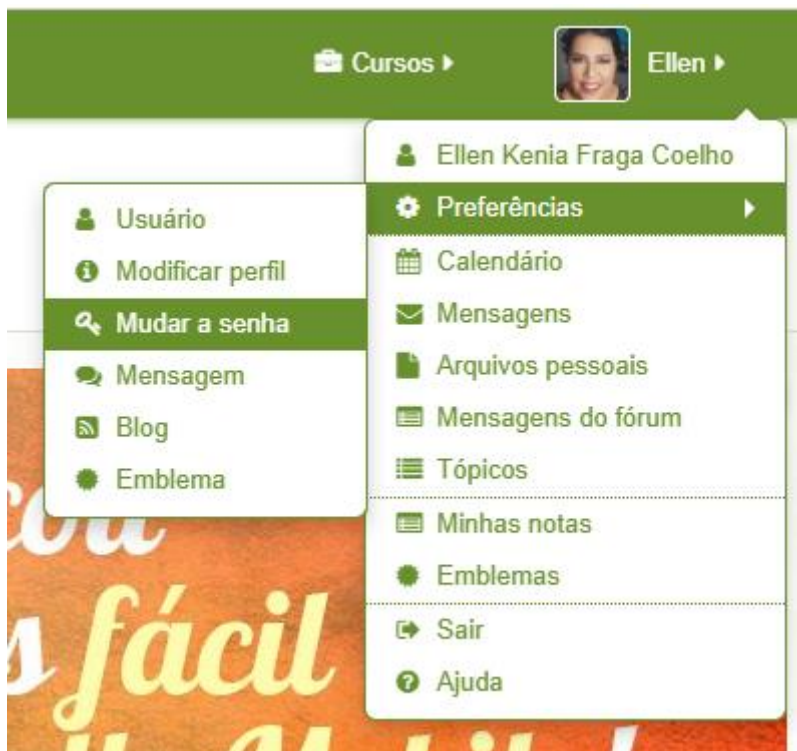 Cursos
Ellen
Ellen Kenia Fraga Coelho
Preferências
Calendário
Mensagens
Arquivos pessoais
Mensagens do fórum
Tópicos
Minhas notas
Emblemas
Sair
Ajuda
Usuário
Modificar perfil
Mudar a senha
Mensagem
Blog
Emblema
fácil